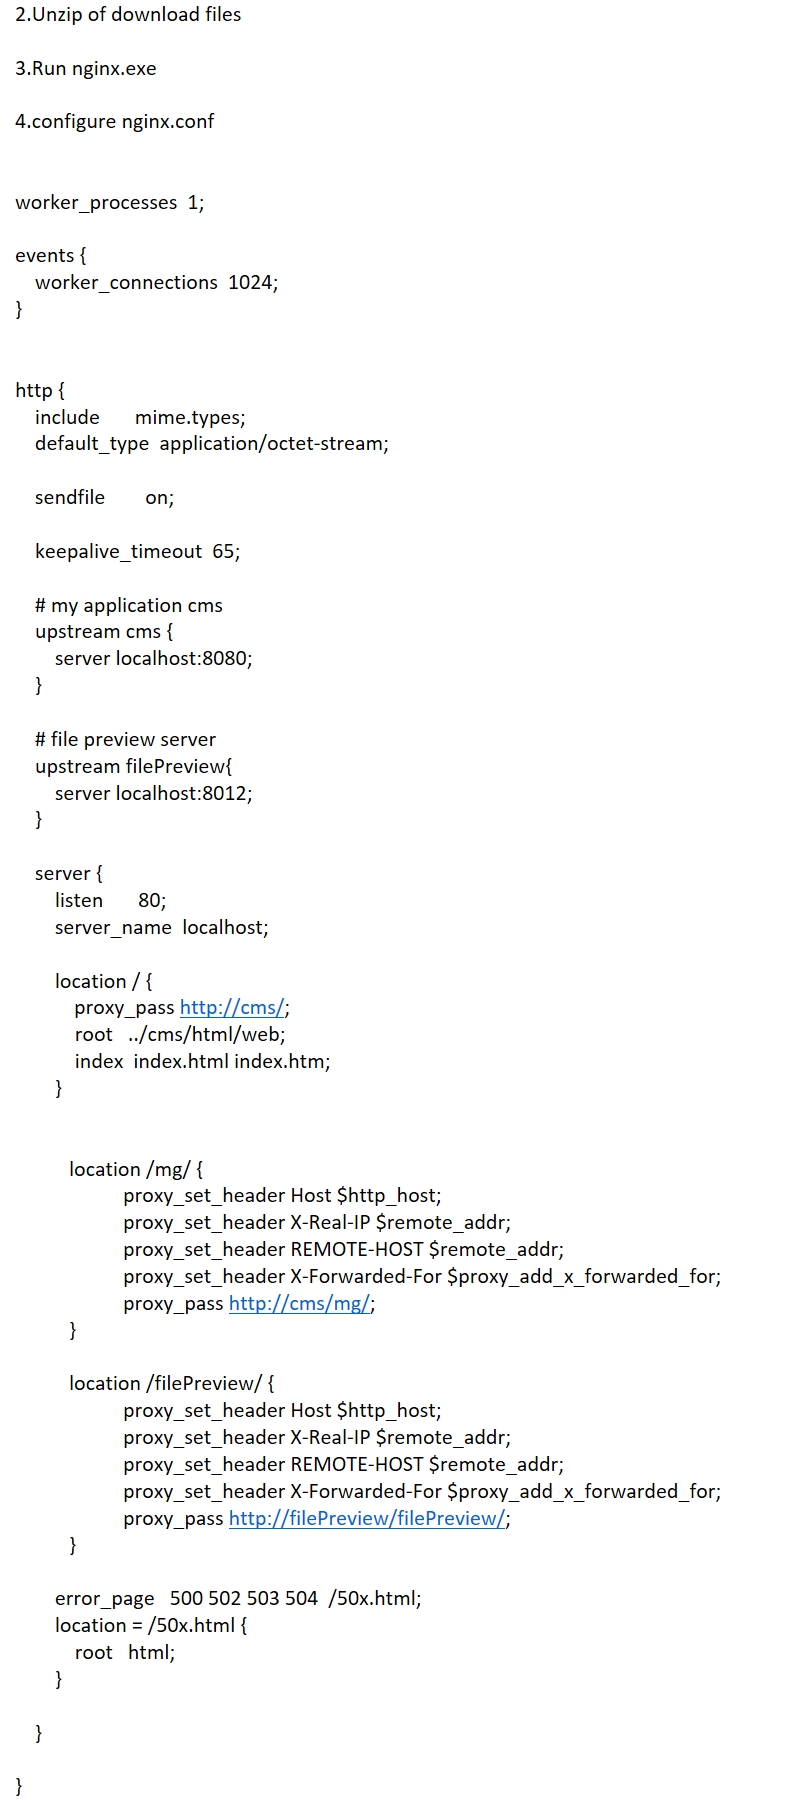 2.Unzip of download files
3.Run nginx.exe
4.configure nginx.conf
worker_processes  1;
events {
    worker_connections  1024;
}
http {
    include       mime.types;
    default_type  application/octet-stream;
    sendfile        on;
    keepalive_timeout  65;
    # my application cms
    upstream cms {
        server localhost:8080;
    }
    # file preview server
    upstream filePreview{
        server localhost:8012;
    }
    server {
        listen       80;
        server_name  localhost;
        location / {
            proxy_pass http://cms/;
            root   ../cms/html/web;
            index  index.html index.htm;
        }
        location /mg/ {
            proxy_set_header Host $http_host;
            proxy_set_header X-Real-IP $remote_addr;
            proxy_set_header REMOTE-HOST $remote_addr;
            proxy_set_header X-Forwarded-For $proxy_add_x_forwarded_for;
            proxy_pass http://cms/mg/;
        }
        location /filePreview/ {
            proxy_set_header Host $http_host;
            proxy_set_header X-Real-IP $remote_addr;
            proxy_set_header REMOTE-HOST $remote_addr;
            proxy_set_header X-Forwarded-For $proxy_add_x_forwarded_for;
            proxy_pass http://filePreview/filePreview/;
        }
        error_page   500 502 503 504  /50x.html;
        location = /50x.html {
            root   html;
        }
    }
}